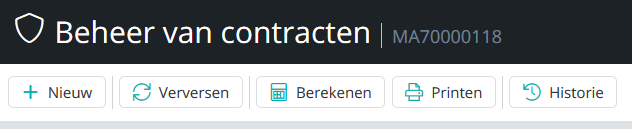 Beheer van contracten | MA70000118
Nieuw Verversen Berekenen Printen Historie